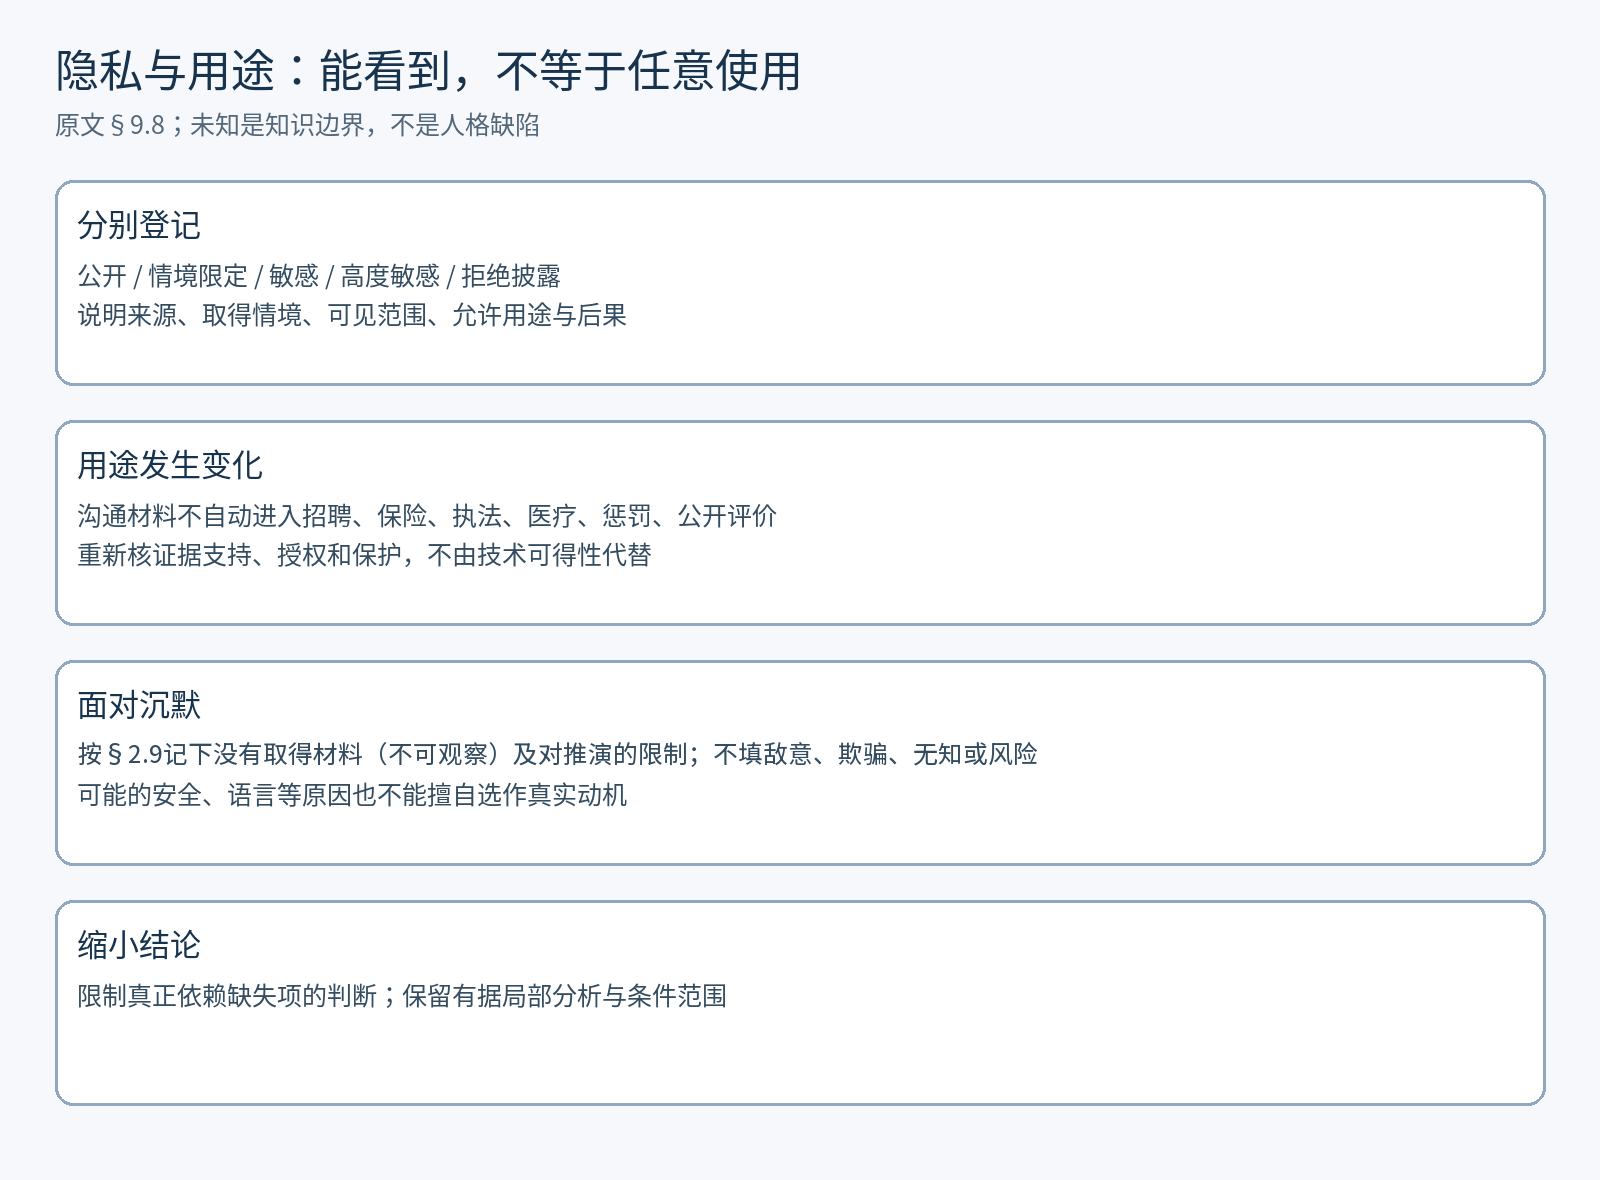 隐私与用途：能看到，不等于任意使用
原文§9.8；未知是知识边界，不是人格缺陷
分别登记
公开 / 情境限定 / 敏感 / 高度敏感 / 拒绝披露
说明来源、取得情境、可见范围、允许用途与后果
用途发生变化
沟通材料不自动进入招聘、保险、执法、医疗、惩罚、公开评价
重新核证据支持、授权和保护，不由技术可得性代替
面对沉默
按§2.9记下没有取得材料（不可观察）及对推演的限制；不填敌意、欺骗、无知或风险
可能的安全、语言等原因也不能擅自选作真实动机
缩小结论
限制真正依赖缺失项的判断；保留有据局部分析与条件范围